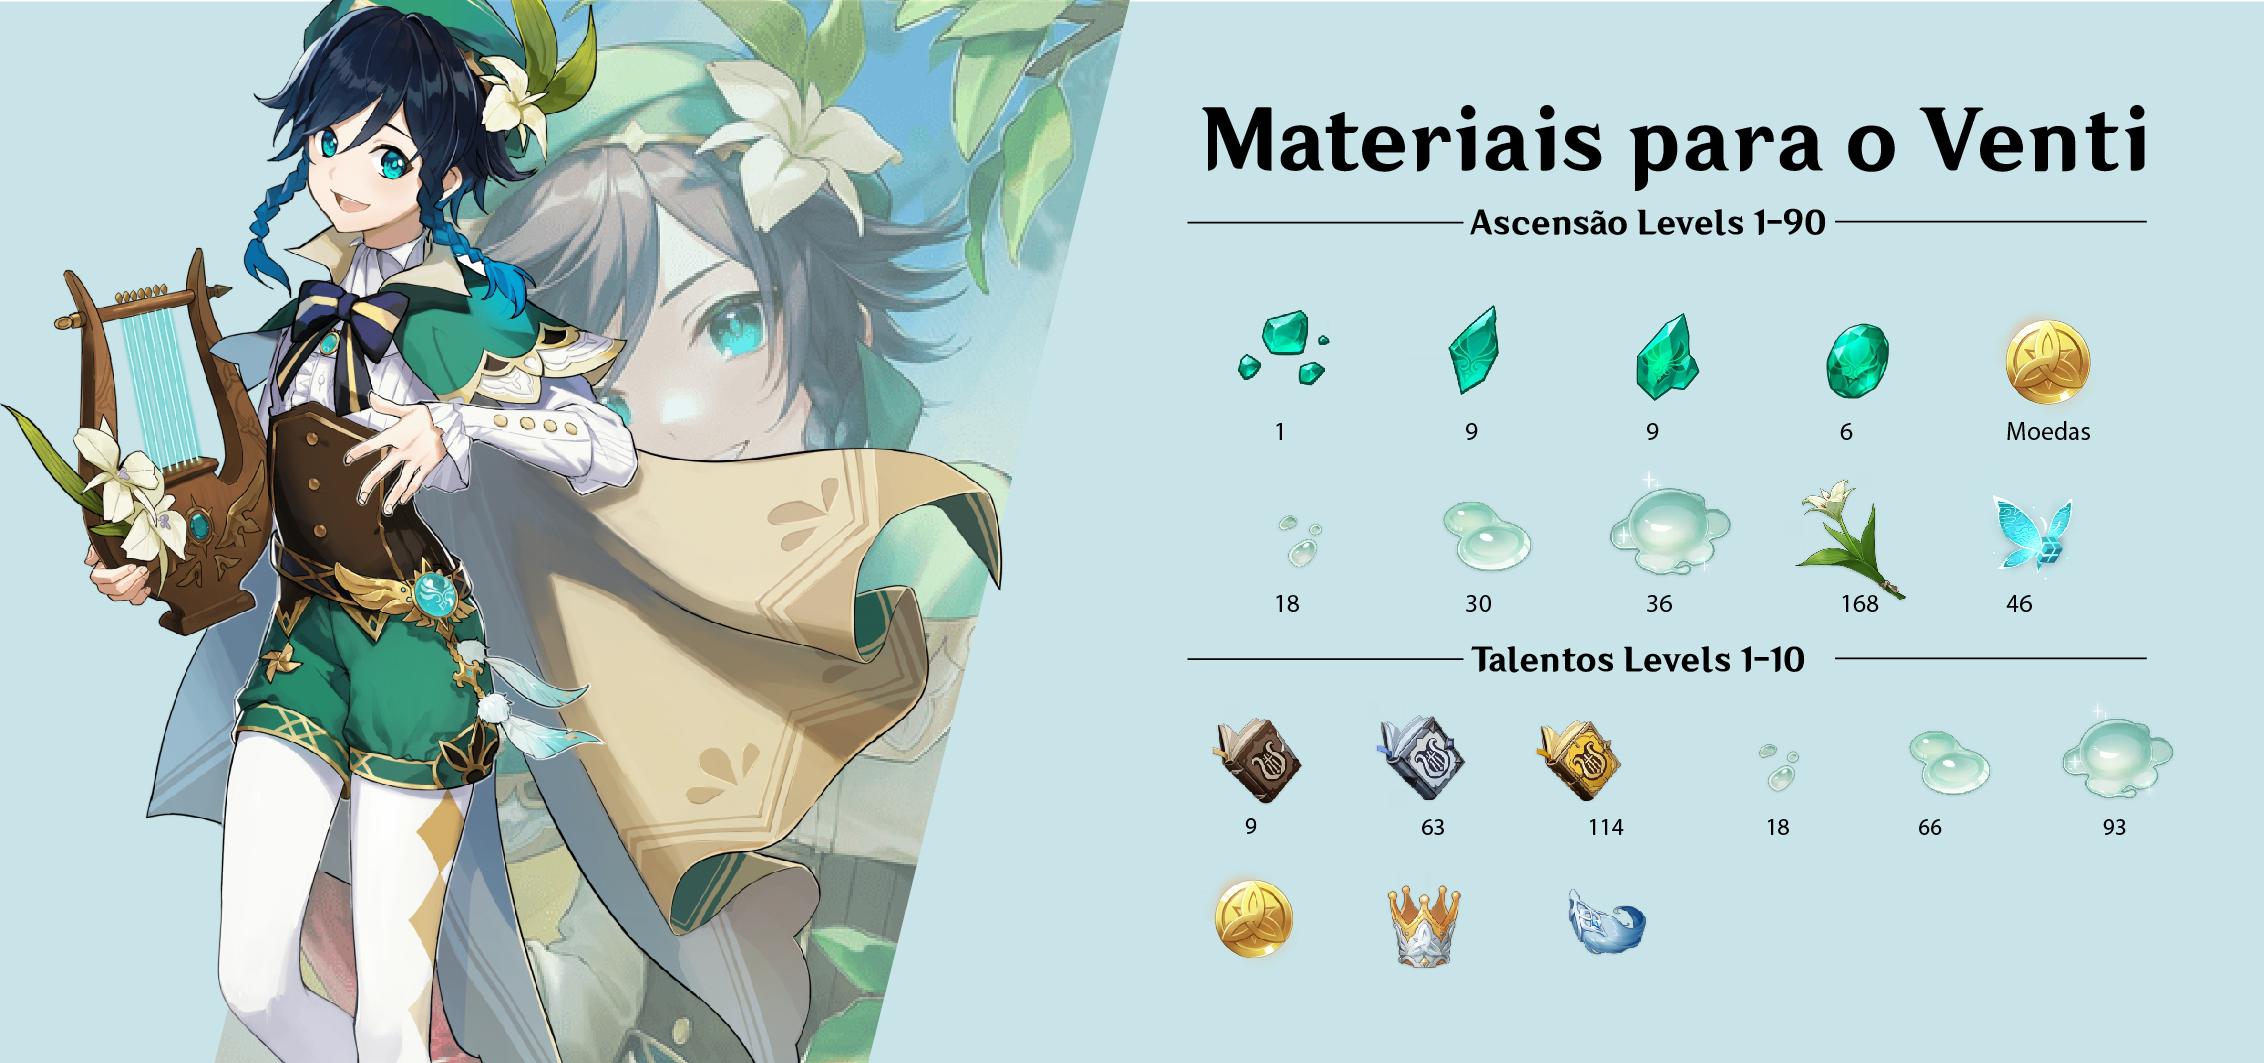 Materiais para o Venti
Ascensão Levels 1-90
1 9 9 6 Moedas
18 30 36 168 46
Talentos Levels 1-10
9 63 114 18 66 93